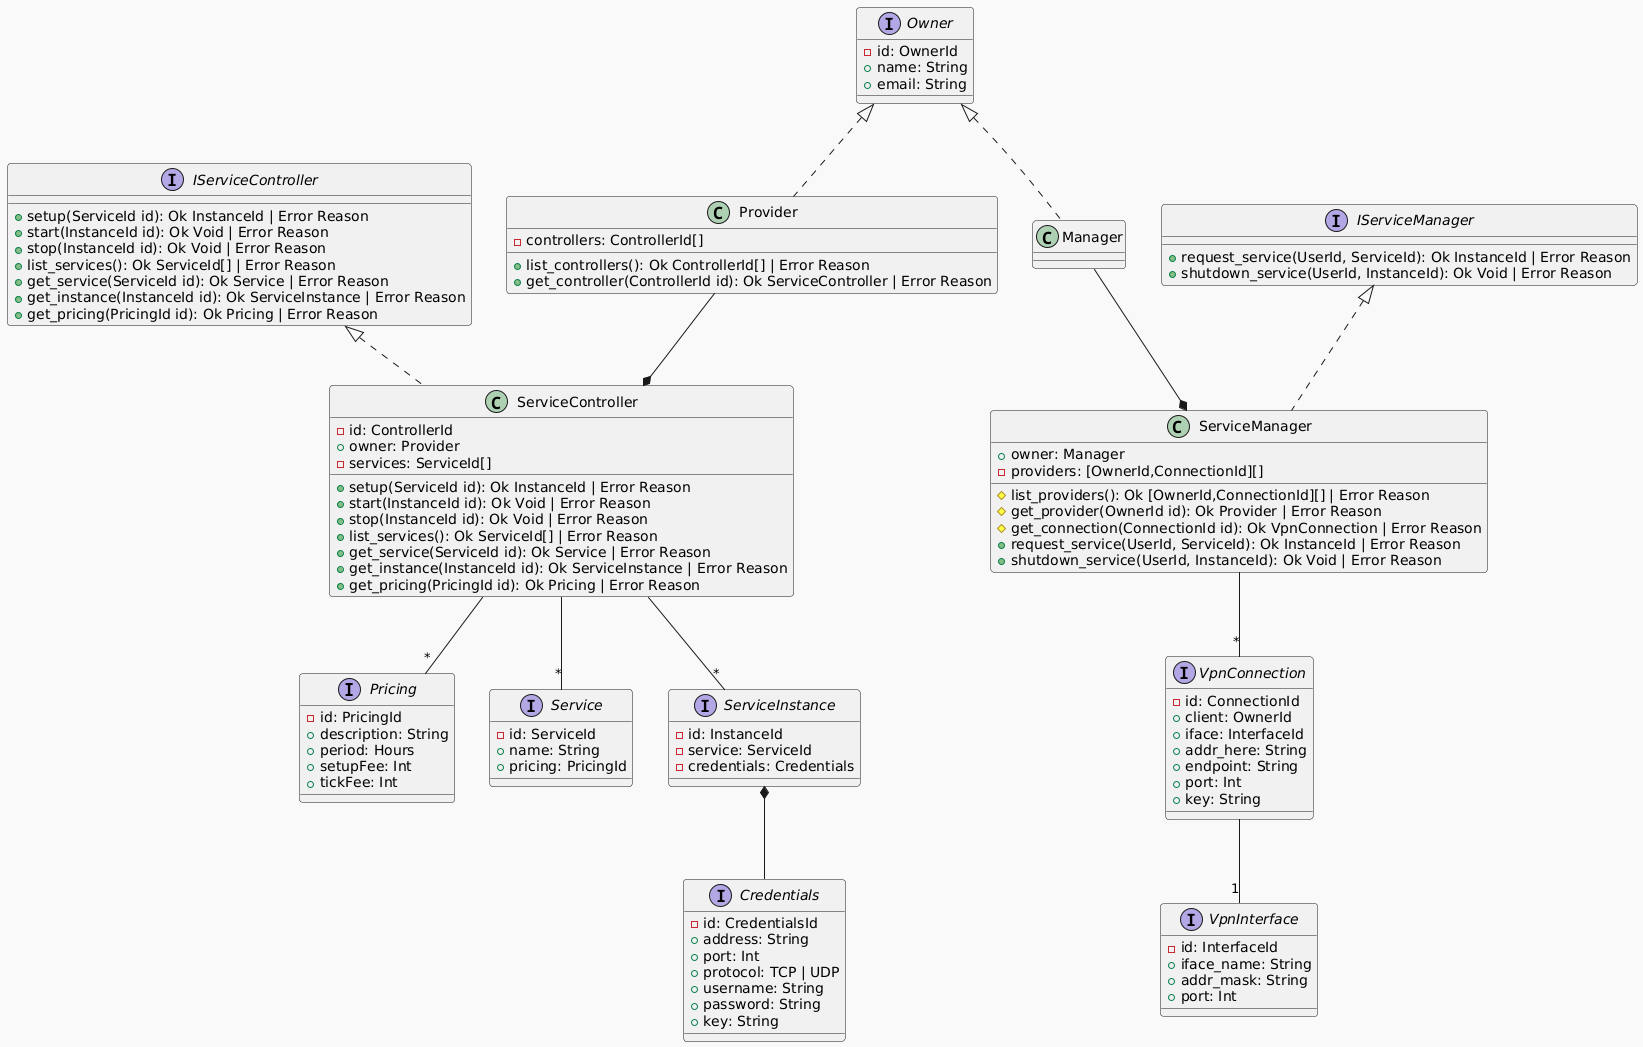 I Owner
id: OwnerId
name: String
email: String
I IServiceController
setup(ServiceId id): Ok InstanceId | Error Reason
start(InstanceId id): Ok Void | Error Reason
stop(InstanceId id): Ok Void | Error Reason
list_services(): Ok ServiceId[] | Error Reason
get_service(ServiceId id): Ok Service | Error Reason
get_instance(InstanceId id): Ok ServiceInstance | Error Reason
get_pricing(PricingId id): Ok Pricing | Error Reason
C Provider
controllers: ControllerId[]
list_controllers(): Ok ControllerId[] | Error Reason
get_controller(ControllerId id): Ok ServiceController | Error Reason
C Manager
I IServiceManager
request_service(UserId, ServiceId): Ok InstanceId | Error Reason
shutdown_service(UserId, InstanceId): Ok Void | Error Reason
C ServiceController
id: ControllerId
owner: Provider
services: ServiceId[]
setup(ServiceId id): Ok InstanceId | Error Reason
start(InstanceId id): Ok Void | Error Reason
stop(InstanceId id): Ok Void | Error Reason
list_services(): Ok ServiceId[] | Error Reason
get_service(ServiceId id): Ok Service | Error Reason
get_instance(InstanceId id): Ok ServiceInstance | Error Reason
get_pricing(PricingId id): Ok Pricing | Error Reason
C ServiceManager
owner: Manager
providers: [OwnerId,ConnectionId][]
list_providers(): Ok [OwnerId,ConnectionId][] | Error Reason
get_provider(OwnerId id): Ok Provider | Error Reason
get_connection(ConnectionId id): Ok VpnConnection | Error Reason
request_service(UserId, ServiceId): Ok InstanceId | Error Reason
shutdown_service(UserId, InstanceId): Ok Void | Error Reason
*
*
*
*
I Pricing
id: PricingId
description: String
period: Hours
setupFee: Int
tickFee: Int
I Service
id: ServiceId
name: String
pricing: PricingId
I ServiceInstance
id: InstanceId
service: ServiceId
credentials: Credentials
I VpnConnection
id: ConnectionId
client: OwnerId
iface: InterfaceId
addr_here: String
endpoint: String
port: Int
key: String
1
I Credentials
id: CredentialsId
address: String
port: Int
protocol: TCP | UDP
username: String
password: String
key: String
I VpnInterface
id: InterfaceId
iface_name: String
addr_mask: String
port: Int